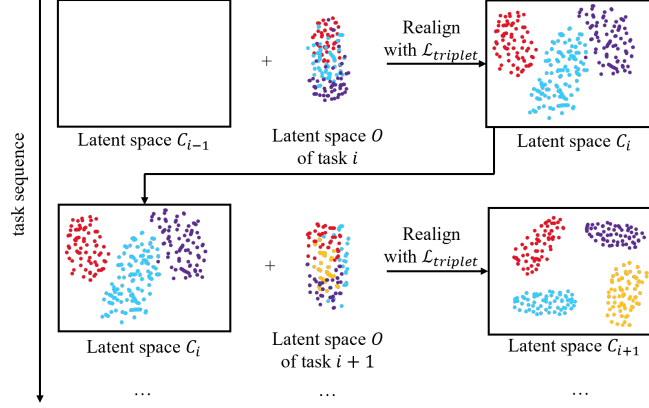 task sequence
+
Realign
with ℒ_triplet
Latent space C_{i−1}
Latent space O
of task i
Latent space C_i
+
Realign
with ℒ_triplet
Latent space C_i
Latent space O
of task i + 1
Latent space C_{i+1}
...
...
...